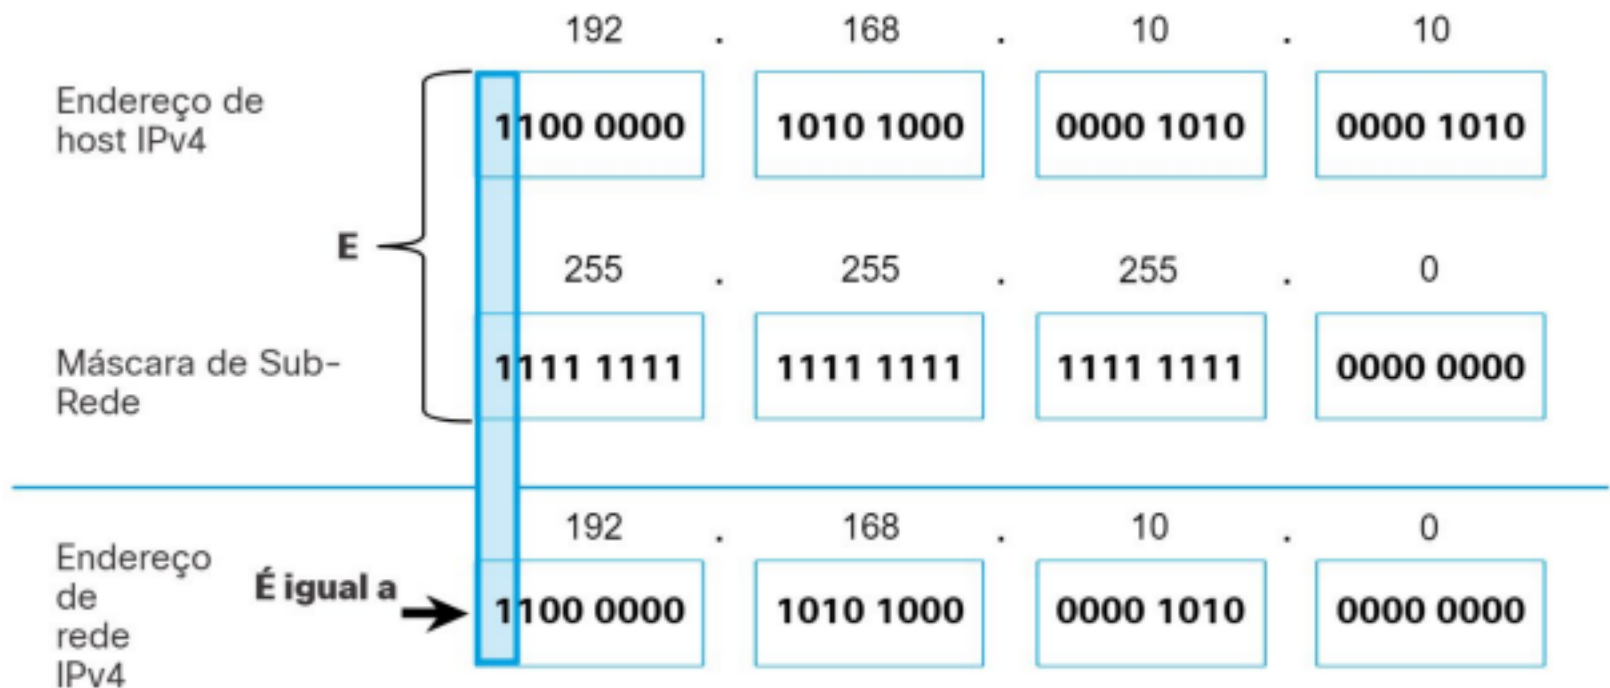 192 . 168 . 10 . 10
Endereço de
host IPv4
1100 0000 1010 1000 0000 1010 0000 1010
E
255 . 255 . 255 . 0
Máscara de Sub-
Rede
1111 1111 1111 1111 1111 1111 0000 0000
192 . 168 . 10 . 0
Endereço
de
rede
IPv4
É igual a
1100 0000 1010 1000 0000 1010 0000 0000